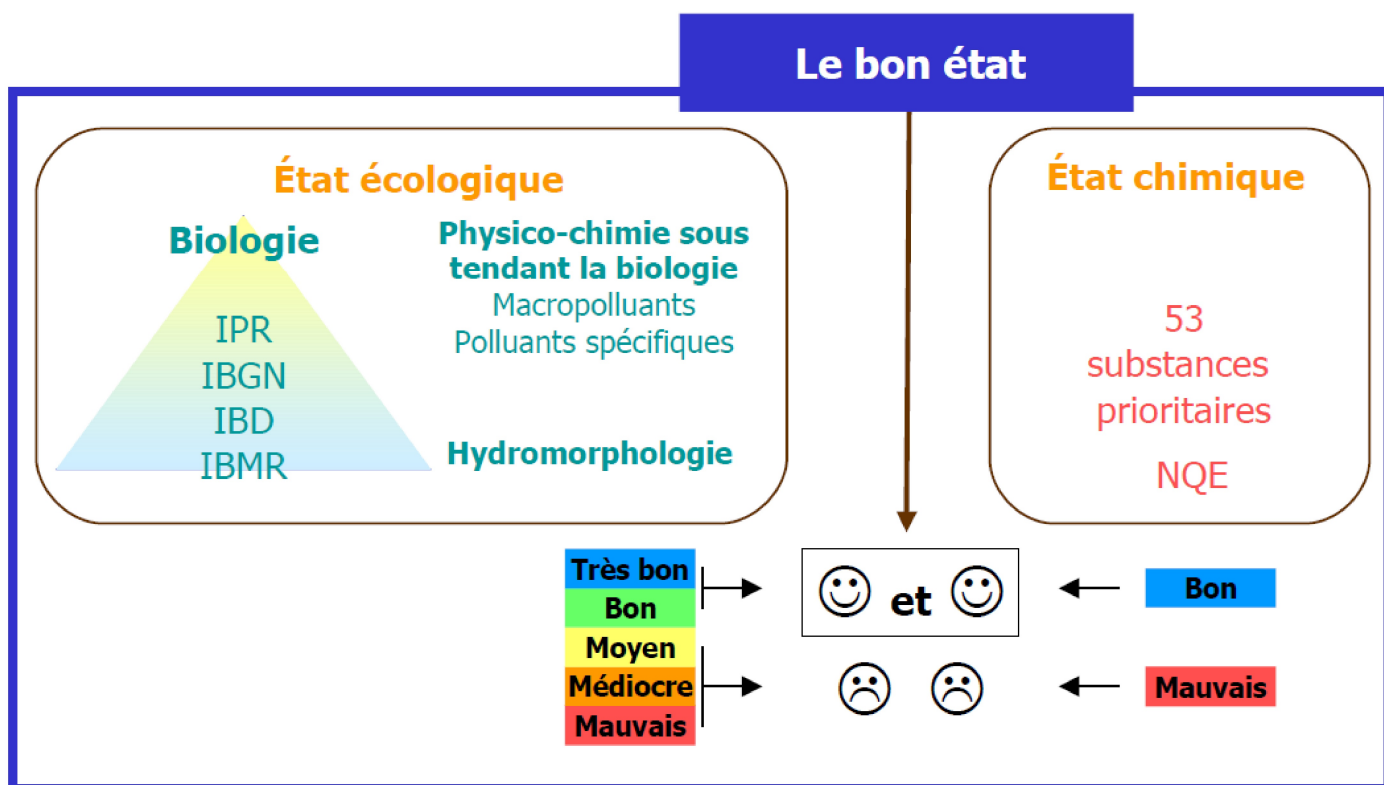 Le bon état
État écologique
Biologie
IPR
IBGN
IBD
IBMR
Physico-chimie sous
tendant la biologie
Macropolluants
Polluants spécifiques
Hydromorphologie
État chimique
53
substances
prioritaires
NQE
Très bon
Bon
Moyen
Médiocre
Mauvais
et
Bon
Mauvais